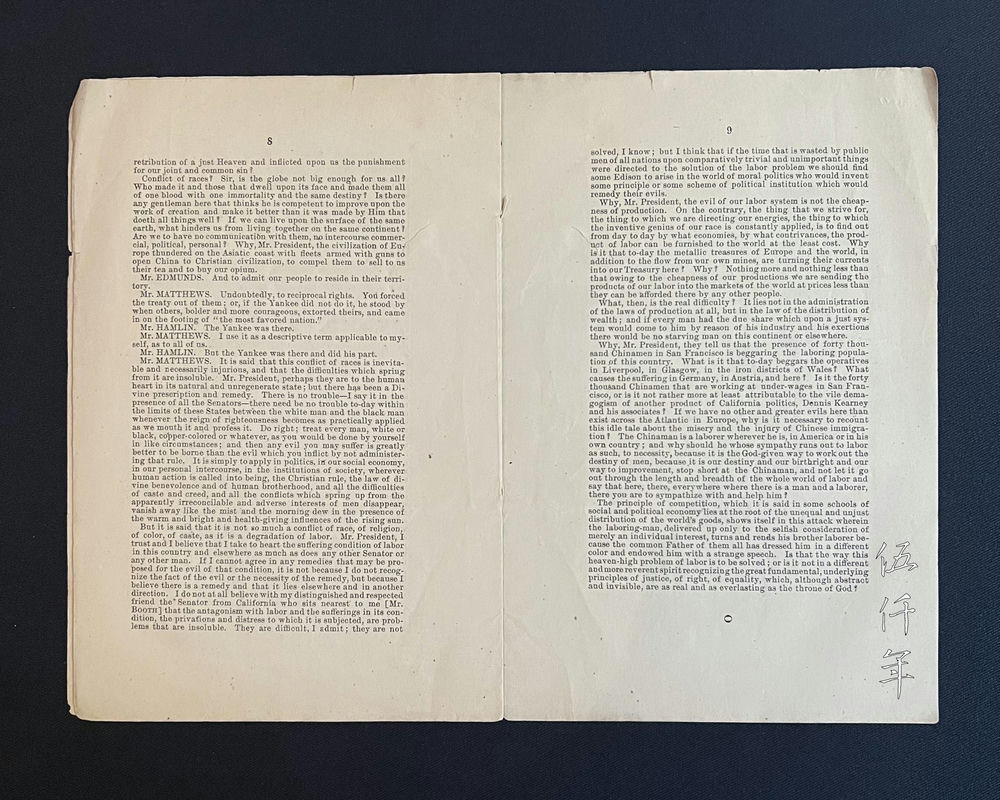 8
retribution of a just Heaven and inflicted upon us the punishment
for our joint and common sin?
Conflict of races? Sir, is the globe not big enough for us all?
Who made it and those that dwell upon its face and made them all
of one blood with one immortality and the same destiny? Is there
any gentleman here that thinks he is competent to improve upon the
work of creation and make it better than it was made by Him that
doeth all things well? If we can live upon the surface of the same
earth, what hinders us from living together on the same continent?
Are we to have no communication with them, no intercourse commer-
cial, political, personal? Why, Mr. President, the civilization of Eu-
rope thundered on the Asiatic coast with fleets armed with guns to
open China to Christian civilization, to compel them to sell to us
their tea and to buy our opium.
Mr. EDMUNDS. And to admit our people to reside in their terri-
tory.
Mr. MATTHEWS. Undoubtedly, to reciprocal rights. You forced
the treaty out of them; or, if the Yankee did not do it, he stood by
when others, bolder and more courageous, extorted theirs, and came
in on the footing of "the most favored nation."
Mr. HAMLIN. The Yankee was there.
Mr. MATTHEWS. I use it as a descriptive term applicable to my-
self, as to all of us.
Mr. HAMLIN. But the Yankee was there and did his part.
Mr. MATTHEWS. It is said that this conflict of races is inevita-
ble and necessarily injurious, and that the difficulties which spring
from it are insoluble. Mr. President, perhaps they are to the human
heart in its natural and unregenerate state; but there has been a Di-
vine prescription and remedy. There is no trouble—I say it in the
presence of all the Senators—there need be no trouble to-day within
the limits of these States between the white man and the black man
whenever the reign of righteousness becomes as practically applied
as we mouth it and profess it. Do right; treat every man, white or
black, copper-colored or whatever, as you would be done by yourself
in like circumstances; and then any evil you may suffer is greatly
better to be borne than the evil which you inflict by not administer-
ing that rule. It is simply to apply in politics, in our social economy,
in our personal intercourse, in the institutions of society, wherever
human action is called into being, the Christian rule, the law of di-
vine benevolence and of human brotherhood, and all the difficulties
of caste and creed, and all the conflicts which spring up from the
apparently irreconcilable and adverse interests of men disappear,
vanish away like the mist and the morning dew in the presence of
the warm and bright and health-giving influences of the rising sun.
But it is said that it is not so much a conflict of race, of religion,
of color, of caste, as it is a degradation of labor. Mr. President, I
trust and I believe that I take to heart the suffering condition of labor
in this country and elsewhere as much as does any other Senator or
any other man. If I cannot agree in any remedies that may be pro-
posed for the evil of that condition, it is not because I do not recog-
nize the fact of the evil or the necessity of the remedy, but because I
believe there is a remedy and that it lies elsewhere and in another
direction. I do not at all believe with my distinguished and respected
friend the Senator from California who sits nearest to me [Mr.
BOOTH] that the antagonism with labor and the sufferings in its con-
dition, the privations and distress to which it is subjected, are prob-
lems that are insoluble. They are difficult, I admit; they are not
9
solved, I know; but I think that if the time that is wasted by public
men of all nations upon comparatively trivial and unimportant things
were directed to the solution of the labor problem we should find
some Edison to arise in the world of moral politics who would invent
some principle or some scheme of political institution which would
remedy their evils.
Why, Mr. President, the evil of our labor system is not the cheap-
ness of production. On the contrary, the thing that we strive for,
the thing to which we are directing our energies, the thing to which
the inventive genius of our race is constantly applied, is to find out
from day to day by what economies, by what contrivances, the prod-
uct of labor can be furnished to the world at the least cost. Why
is it that to-day the metallic treasures of Europe and the world, in
addition to the flow from our own mines, are turning their currents
into our Treasury here? Why? Nothing more and nothing less than
that owing to the cheapness of our productions we are sending the
products of our labor into the markets of the world at prices less than
they can be afforded there by any other people.
What, then, is the real difficulty? It lies not in the administration
of the laws of production at all, but in the law of the distribution of
wealth; and if every man had the due share which upon a just sys-
tem would come to him by reason of his industry and his exertions
there would be no starving man on this continent or elsewhere.
Why, Mr. President, they tell us that the presence of forty thou-
sand Chinamen in San Francisco is beggaring the laboring popula-
tion of this country. What is it that to-day beggars the operatives
in Liverpool, in Glasgow, in the iron districts of Wales? What
causes the suffering in Germany, in Austria, and here? Is it the forty
thousand Chinamen that are working at under-wages in San Fran-
cisco, or is it not rather more at least attributable to the vile dema-
gogism of another product of California politics, Dennis Kearney
and his associates? If we have no other and greater evils here than
exist across the Atlantic in Europe, why is it necessary to recount
this idle tale about the misery and the injury of Chinese immigra-
tion? The Chinaman is a laborer wherever he is, in America or in his
own country; and why should he whose sympathy runs out to labor
as such, to necessity, because it is the God-given way to work out the
destiny of men, because it is our destiny and our birthright and our
way to improvement, stop short at the Chinaman, and not let it go
out through the length and breadth of the whole world of labor and
say that here, there, everywhere where there is a man and a laborer,
there you are to sympathize with and help him?
The principle of competition, which it is said in some schools of
social and political economy lies at the root of the unequal and unjust
distribution of the world's goods, shows itself in this attack wherein
the laboring-man, delivered up only to the selfish consideration of
merely an individual interest, turns and rends his brother laborer be-
cause the common Father of them all has dressed him in a different
color and endowed him with a strange speech. Is that the way this
heaven-high problem of labor is to be solved; or is it not in a different
and more reverent spirit recognizing the great fundamental, underlying
principles of justice, of right, of equality, which, although abstract
and invisible, are as real and as everlasting as the throne of God?
O
伍仟年